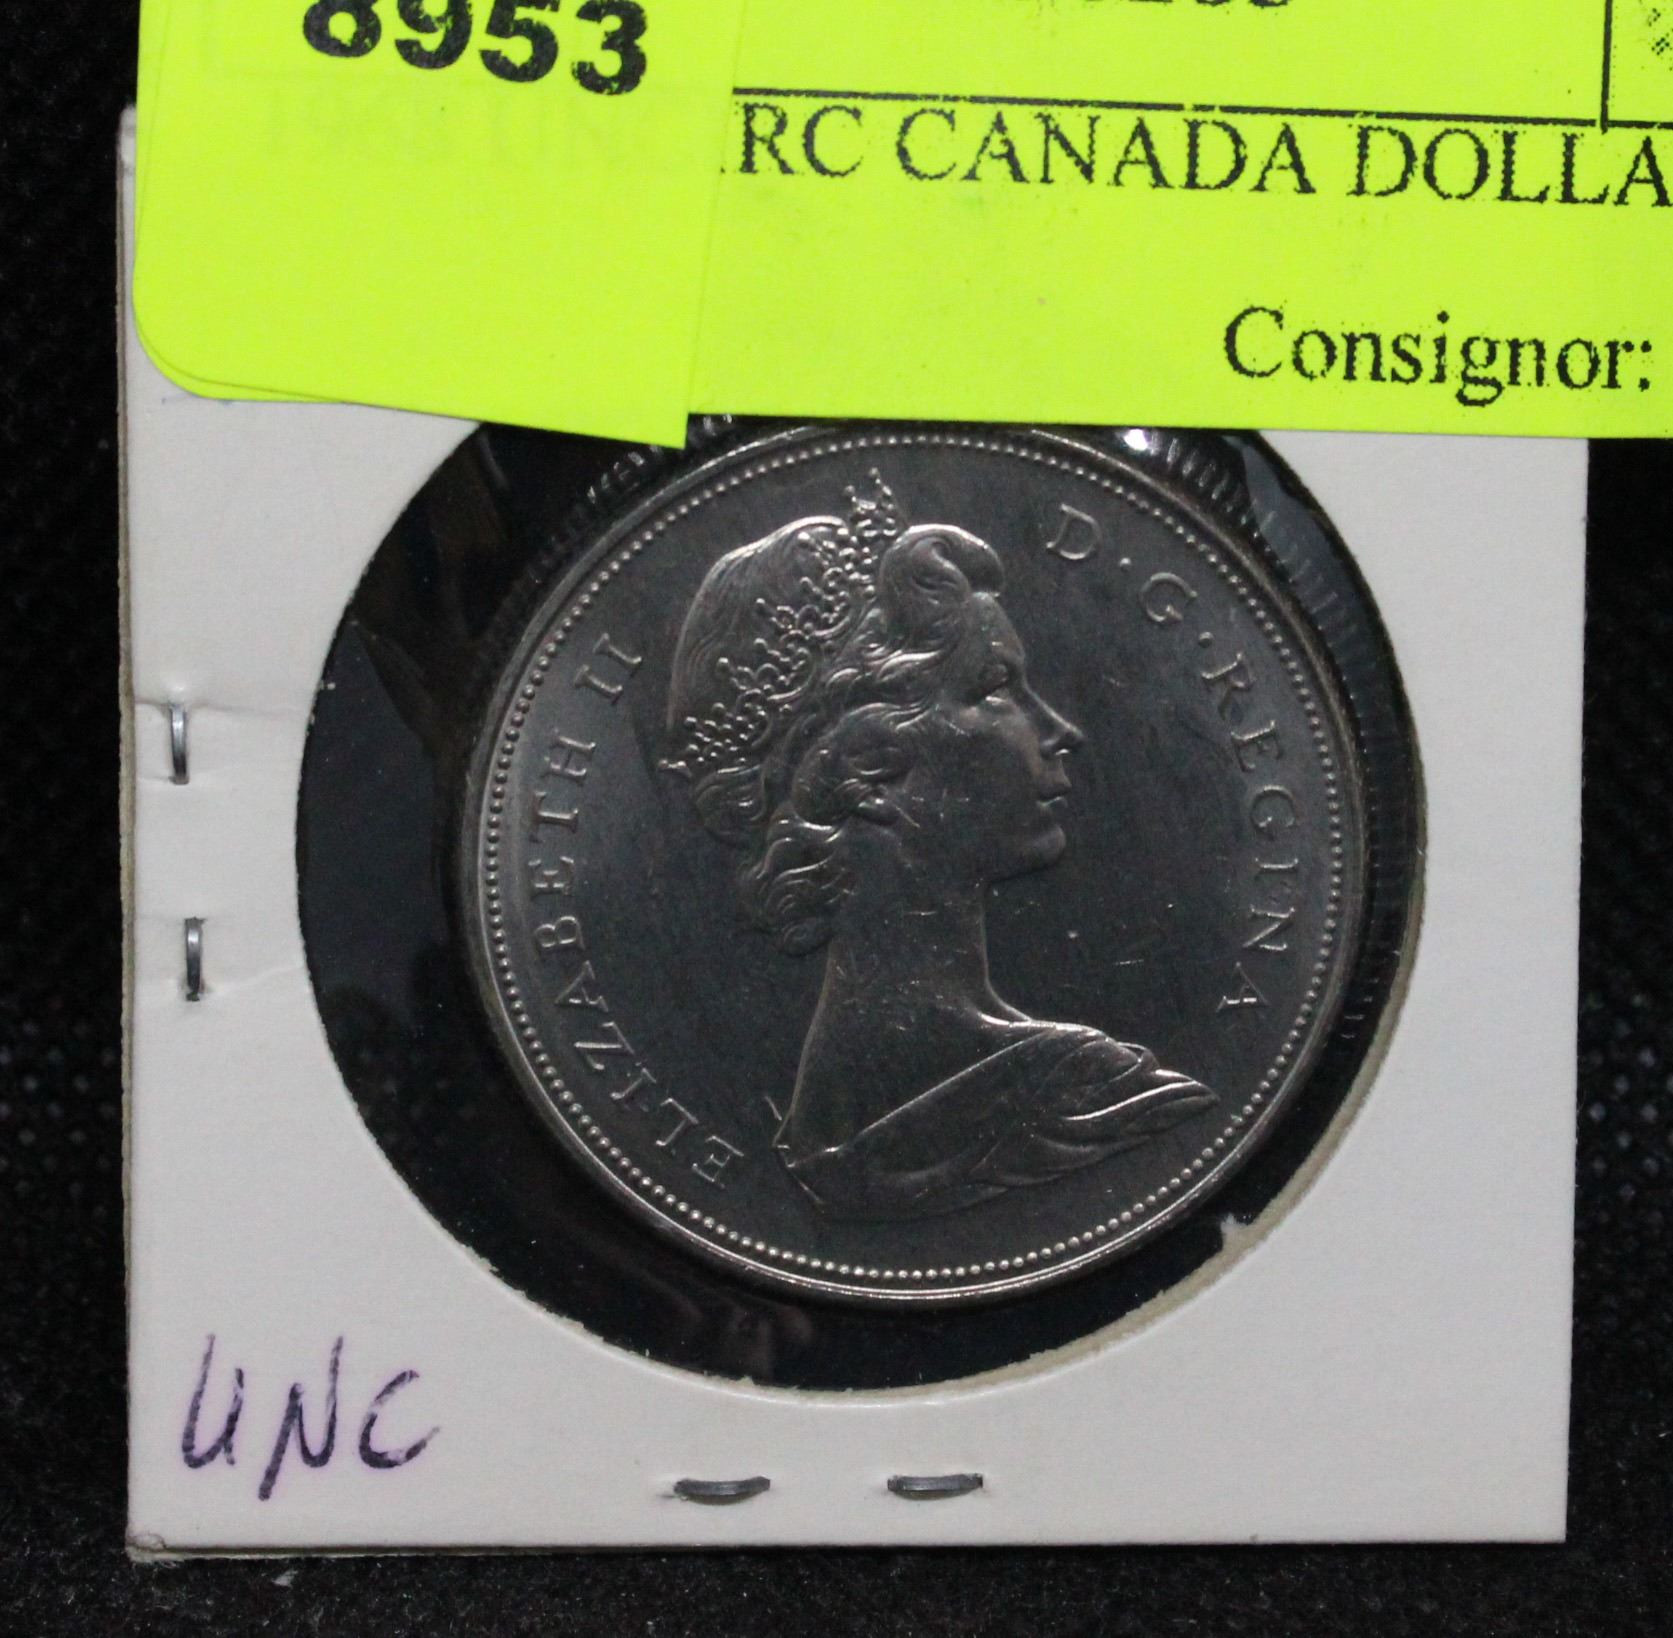 8953
RC CANADA DOLLA
Consignor:
ELIZABETH II D·G·REGINA
UNC